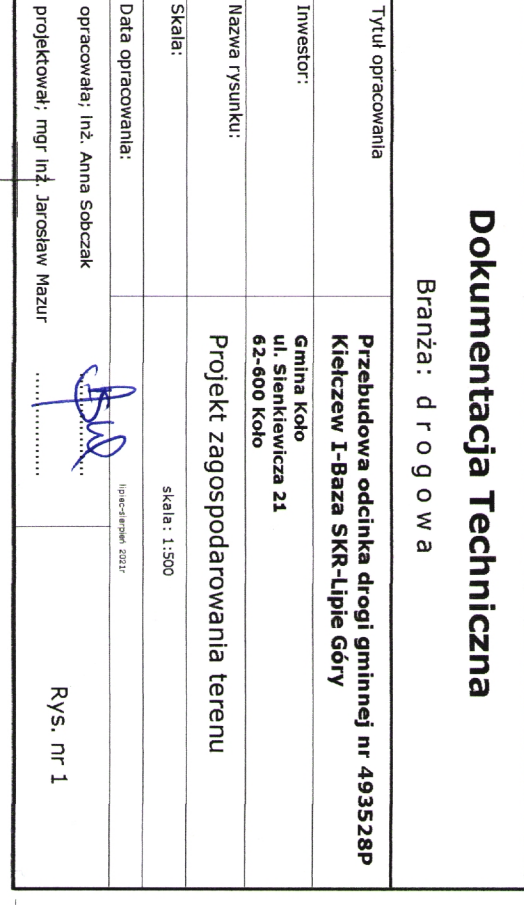 Dokumentacja Techniczna
Branża: d r o g o w a
Tytuł opracowania
Przebudowa odcinka drogi gminnej nr 493528P
Kiełczew I-Baza SKR-Lipie Góry
Inwestor:
Gmina Koło
ul. Sienkiewicza 21
62-600 Koło
Nazwa rysunku:
Projekt zagospodarowania terenu
Skala:
skala: 1:500
Data opracowania:
lipiec-sierpień 2021r
opracowała; inż. Anna Sobczak
projektował; mgr inż. Jarosław Mazur
Rys. nr 1